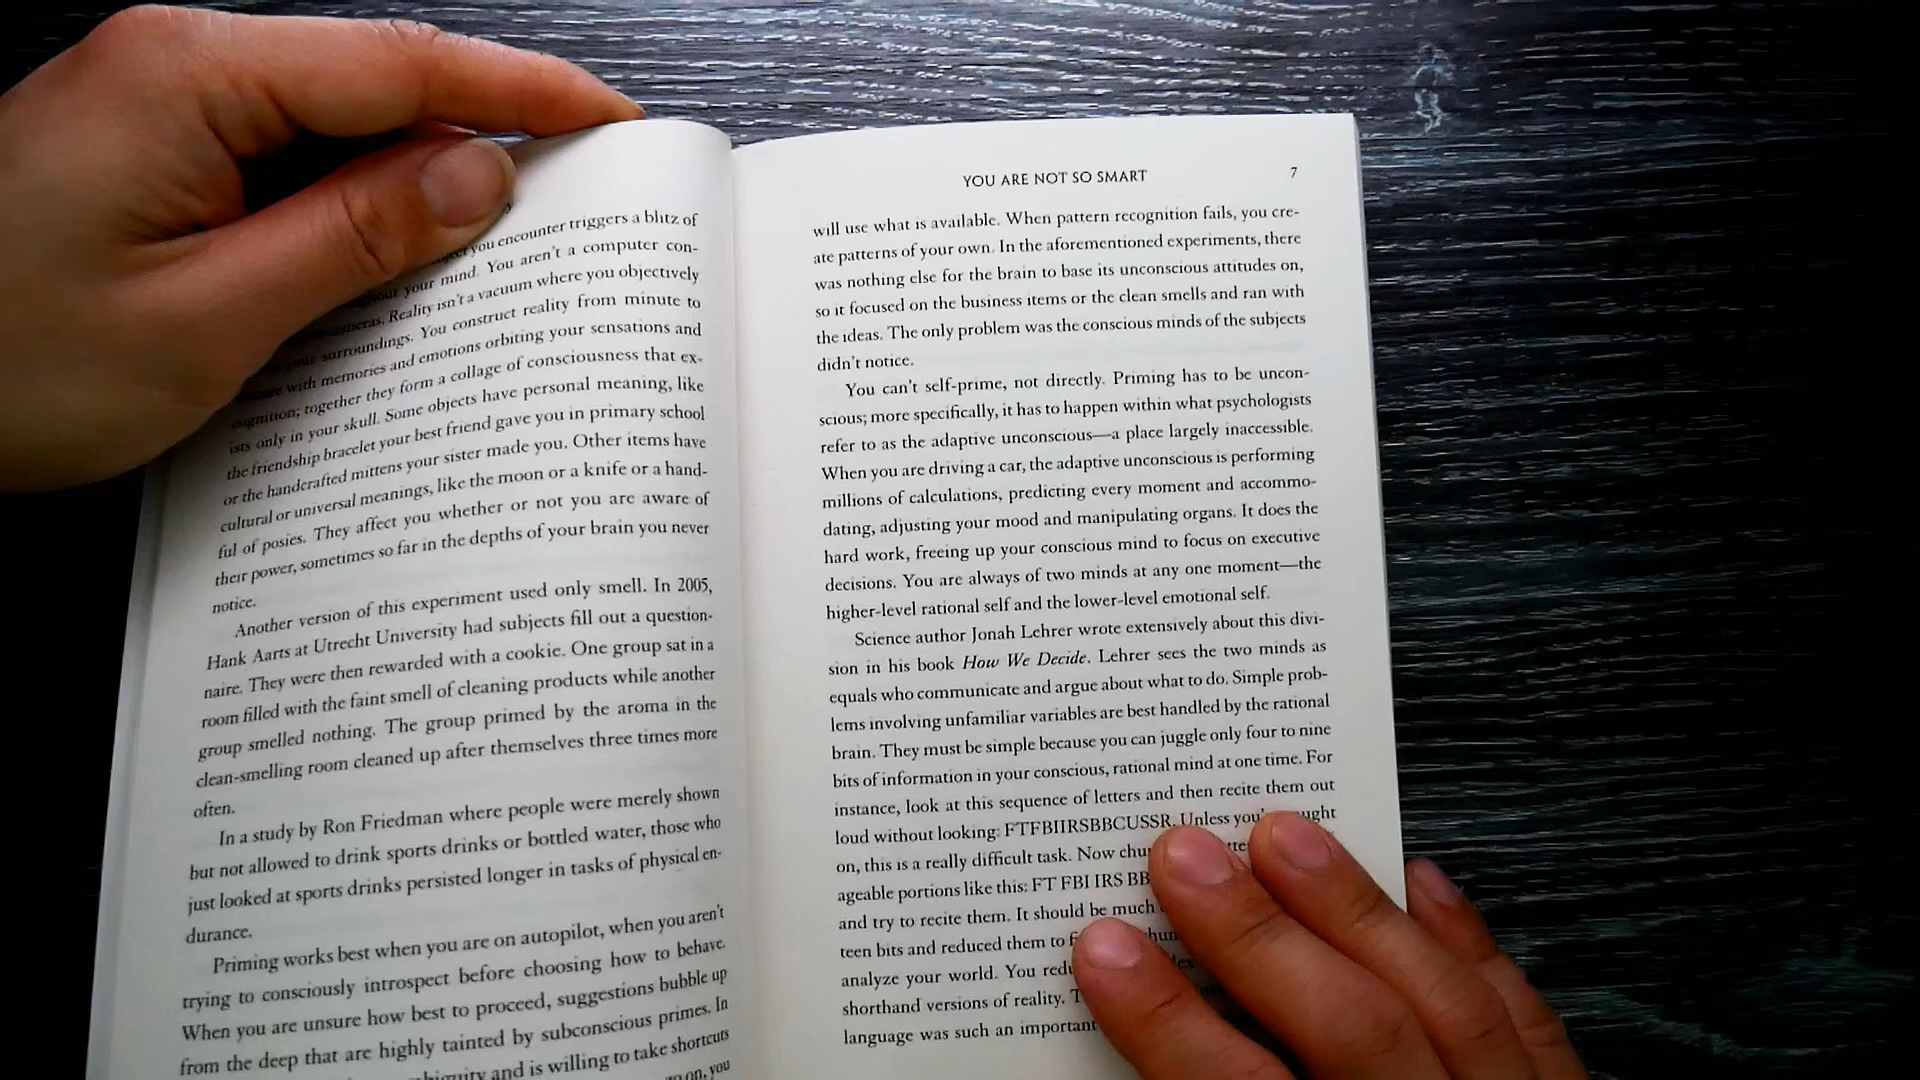 you encounter triggers a blitz of
your mind. You aren't a computer con-
Reality isn't a vacuum where you objectively
surroundings. You construct reality from minute to
with memories and emotions orbiting your sensations and
cognition; together they form a collage of consciousness that ex-
ists only in your skull. Some objects have personal meaning, like
the friendship bracelet your best friend gave you in primary school
or the handcrafted mittens your sister made you. Other items have
cultural or universal meanings, like the moon or a knife or a hand-
ful of posies. They affect you whether or not you are aware of
their power, sometimes so far in the depths of your brain you never
notice.
Another version of this experiment used only smell. In 2005,
Hank Aarts at Utrecht University had subjects fill out a question-
naire. They were then rewarded with a cookie. One group sat in a
room filled with the faint smell of cleaning products while another
group smelled nothing. The group primed by the aroma in the
clean-smelling room cleaned up after themselves three times more
often.
In a study by Ron Friedman where people were merely shown
but not allowed to drink sports drinks or bottled water, those who
just looked at sports drinks persisted longer in tasks of physical en-
durance.
Priming works best when you are on autopilot, when you aren't
trying to consciously introspect before choosing how to behave.
When you are unsure how best to proceed, suggestions bubble up
from the deep that are highly tainted by subconscious primes. In
and is willing to take shortcuts
on, you
YOU ARE NOT SO SMART 7
will use what is available. When pattern recognition fails, you cre-
ate patterns of your own. In the aforementioned experiments, there
was nothing else for the brain to base its unconscious attitudes on,
so it focused on the business items or the clean smells and ran with
the ideas. The only problem was the conscious minds of the subjects
didn't notice.
You can't self-prime, not directly. Priming has to be uncon-
scious; more specifically, it has to happen within what psychologists
refer to as the adaptive unconscious—a place largely inaccessible.
When you are driving a car, the adaptive unconscious is performing
millions of calculations, predicting every moment and accommo-
dating, adjusting your mood and manipulating organs. It does the
hard work, freeing up your conscious mind to focus on executive
decisions. You are always of two minds at any one moment—the
higher-level rational self and the lower-level emotional self.
Science author Jonah Lehrer wrote extensively about this divi-
sion in his book How We Decide. Lehrer sees the two minds as
equals who communicate and argue about what to do. Simple prob-
lems involving unfamiliar variables are best handled by the rational
brain. They must be simple because you can juggle only four to nine
bits of information in your conscious, rational mind at one time. For
instance, look at this sequence of letters and then recite them out
loud without looking: FTFBIIRSBBCUSSR. Unless
on, this is a really difficult task. Now
ageable portions like this: FT FBI IRS
and try to recite them. It should be much
teen bits and reduced them to
analyze your world. You
shorthand versions of reality.
language was such an important